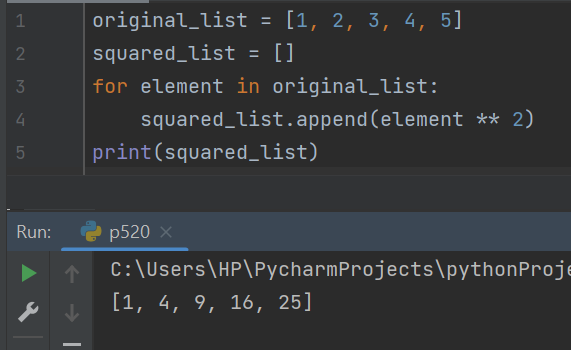 1 original_list = [1, 2, 3, 4, 5]
2 squared_list = []
3 for element in original_list:
4     squared_list.append(element ** 2)
5 print(squared_list)
Run: p520 ×
C:\Users\HP\PycharmProjects\pythonProje
[1, 4, 9, 16, 25]